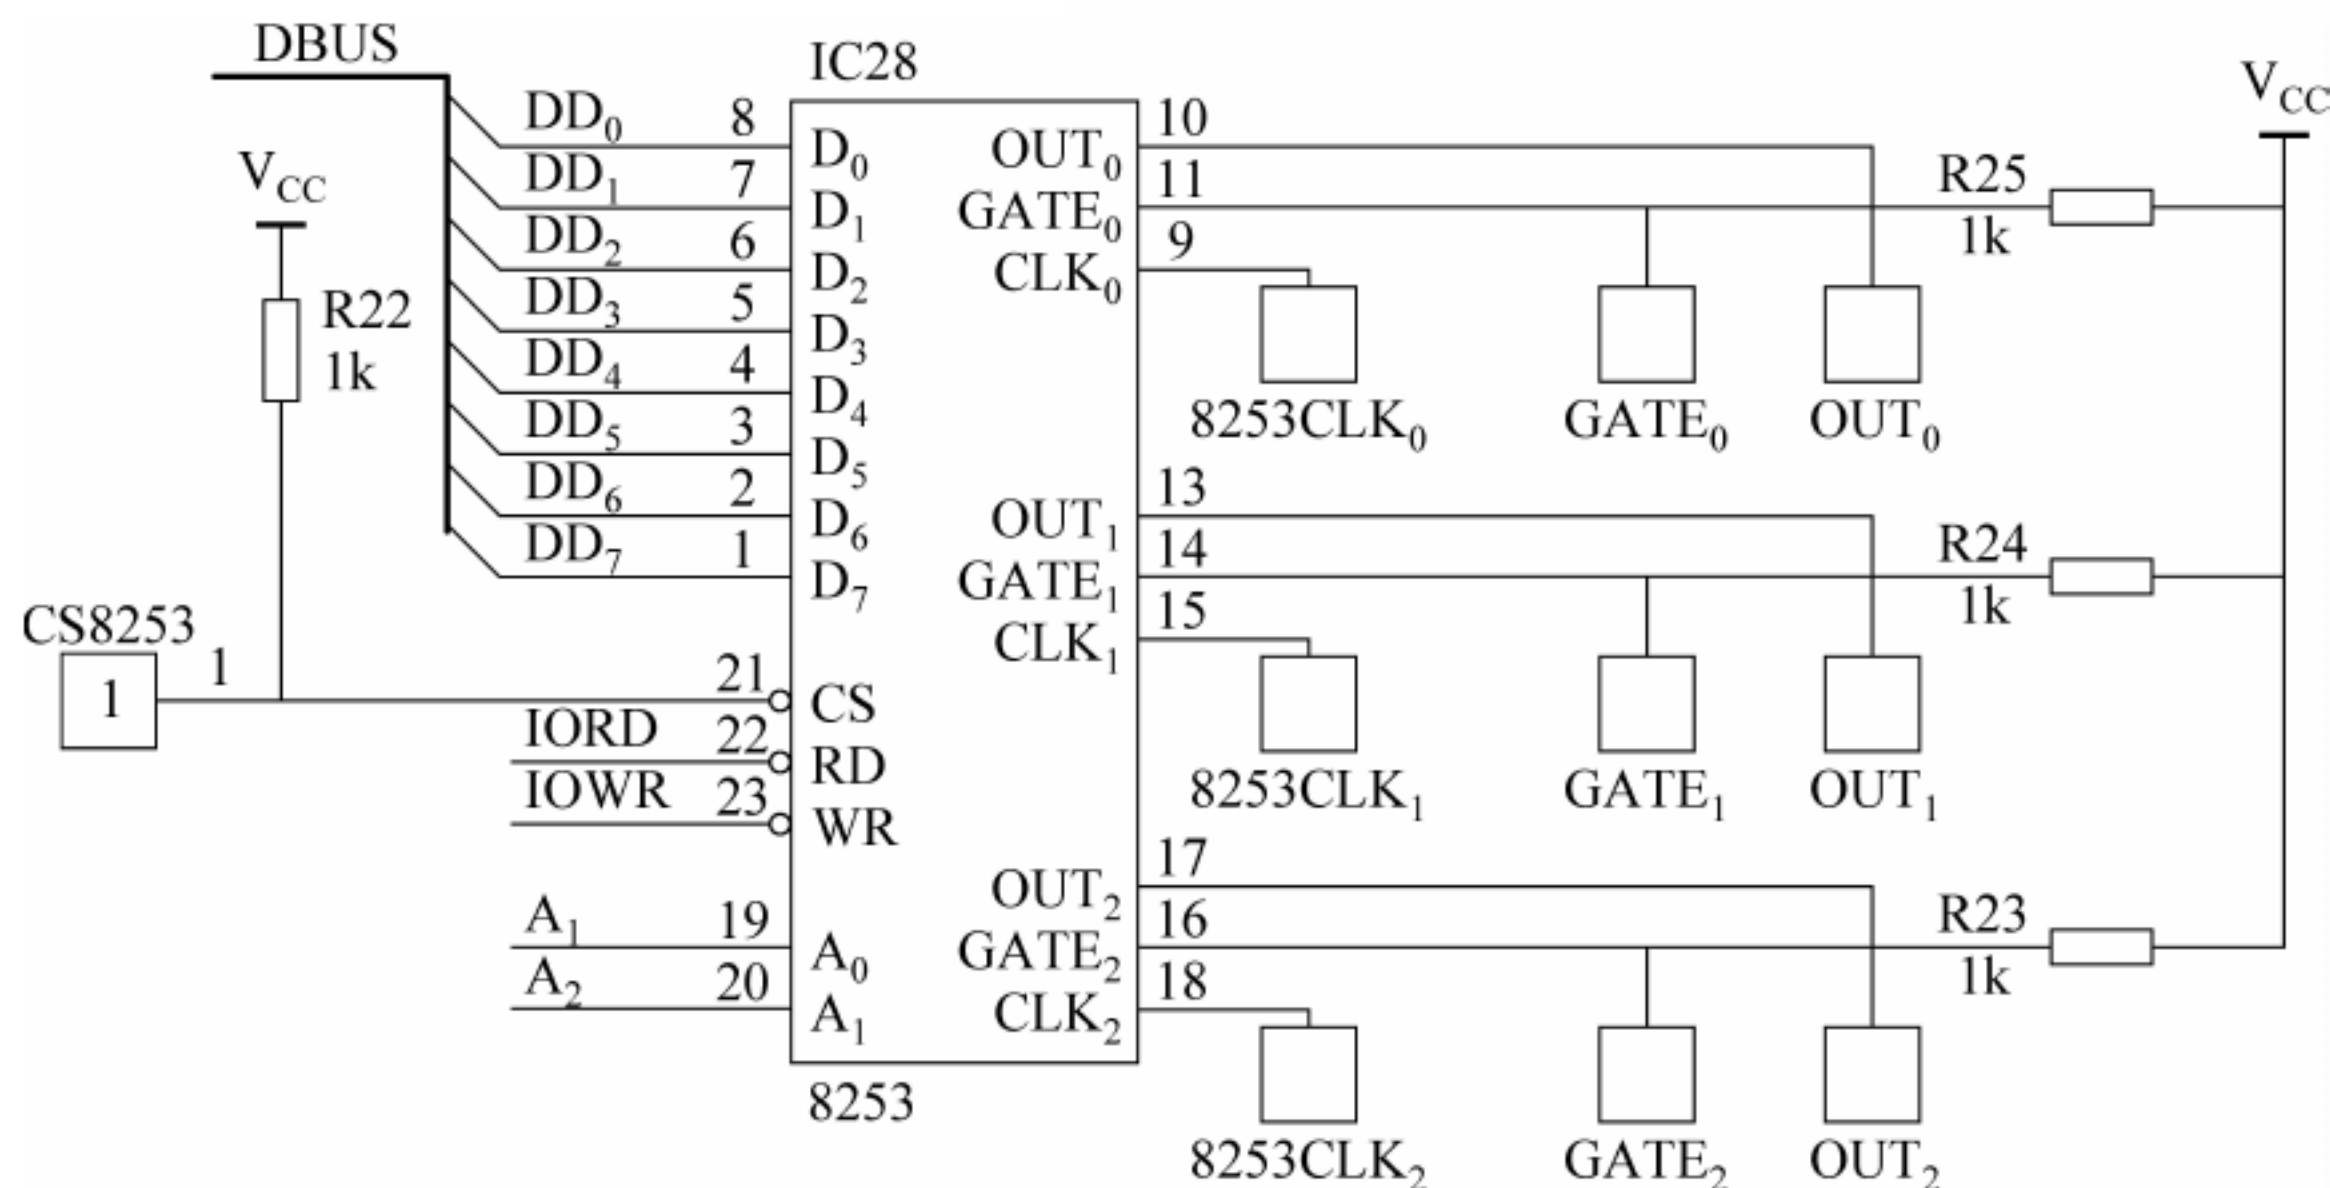 DBUS
IC28
V_CC
DD₀ 8 D₀ OUT₀ 10
V_CC
DD₁ 7 D₁ GATE₀ 11 R25
1k
DD₂ 6 D₂ CLK₀ 9
R22
1k
DD₃ 5 D₃
DD₄ 4 D₄
8253CLK₀ GATE₀ OUT₀
DD₅ 3 D₅
DD₆ 2 D₆ OUT₁ 13
DD₇ 1 D₇ GATE₁ 14 R24
1k
CS8253
1 1
CLK₁ 15
21 CS
IORD 22 RD
IOWR 23 WR
8253CLK₁ GATE₁ OUT₁
OUT₂ 17
A₁ 19 A₀ GATE₂ 16 R23
1k
A₂ 20 A₁ CLK₂ 18
8253
8253CLK₂ GATE₂ OUT₂